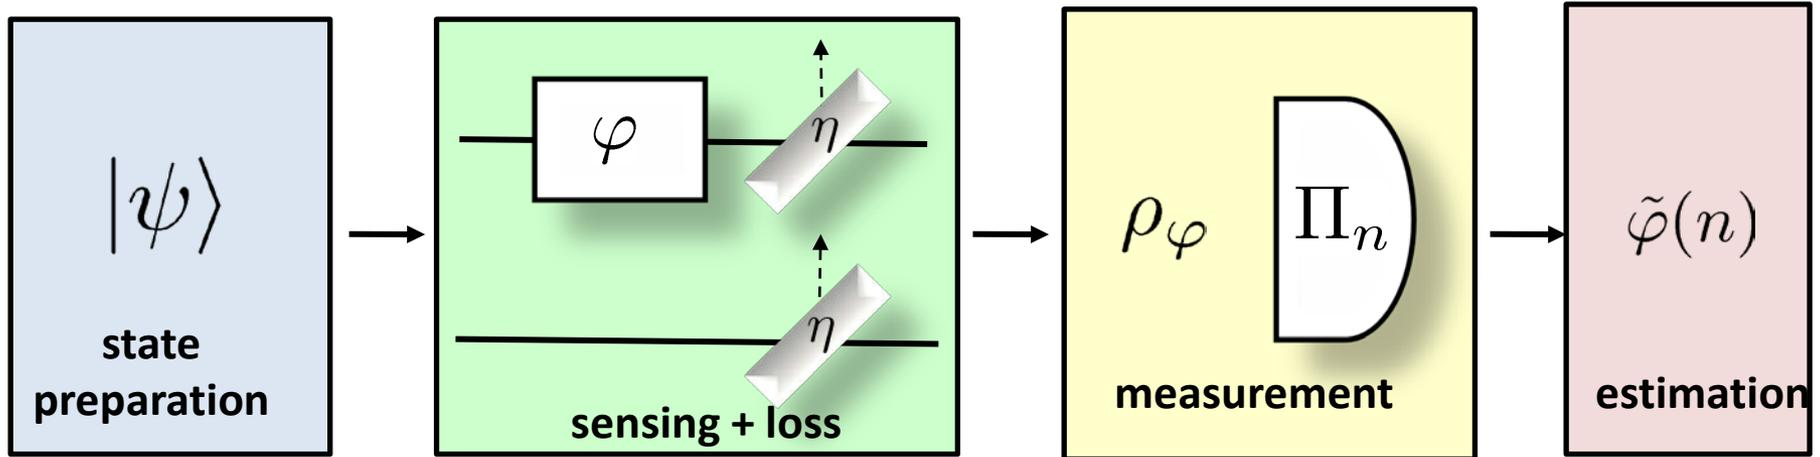 |ψ⟩
state
preparation
φ
η
η
sensing + loss
ρ_φ
Π_n
measurement
φ̃(n)
estimation